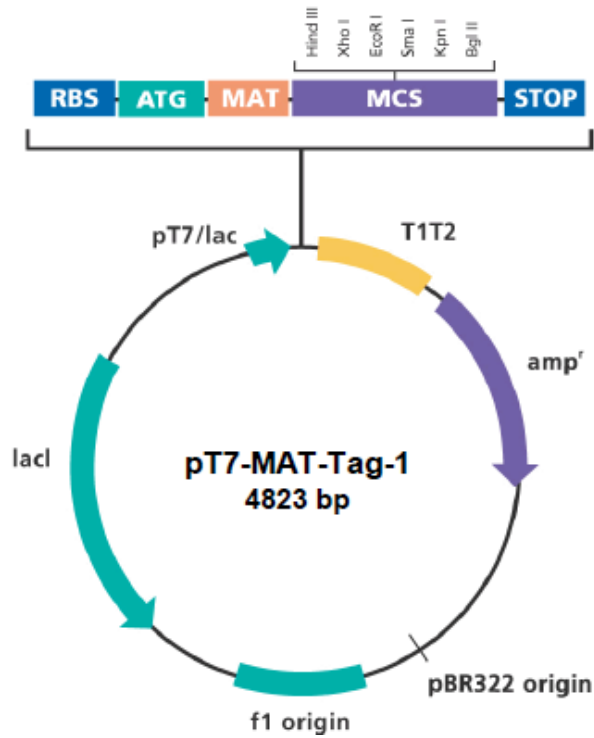 Hind III
Xho I
EcoR I
Sma I
Kpn I
Bgl II
RBS ATG MAT MCS STOP
pT7/lac
T1T2
ampʳ
lacI
pT7-MAT-Tag-1
4823 bp
pBR322 origin
f1 origin